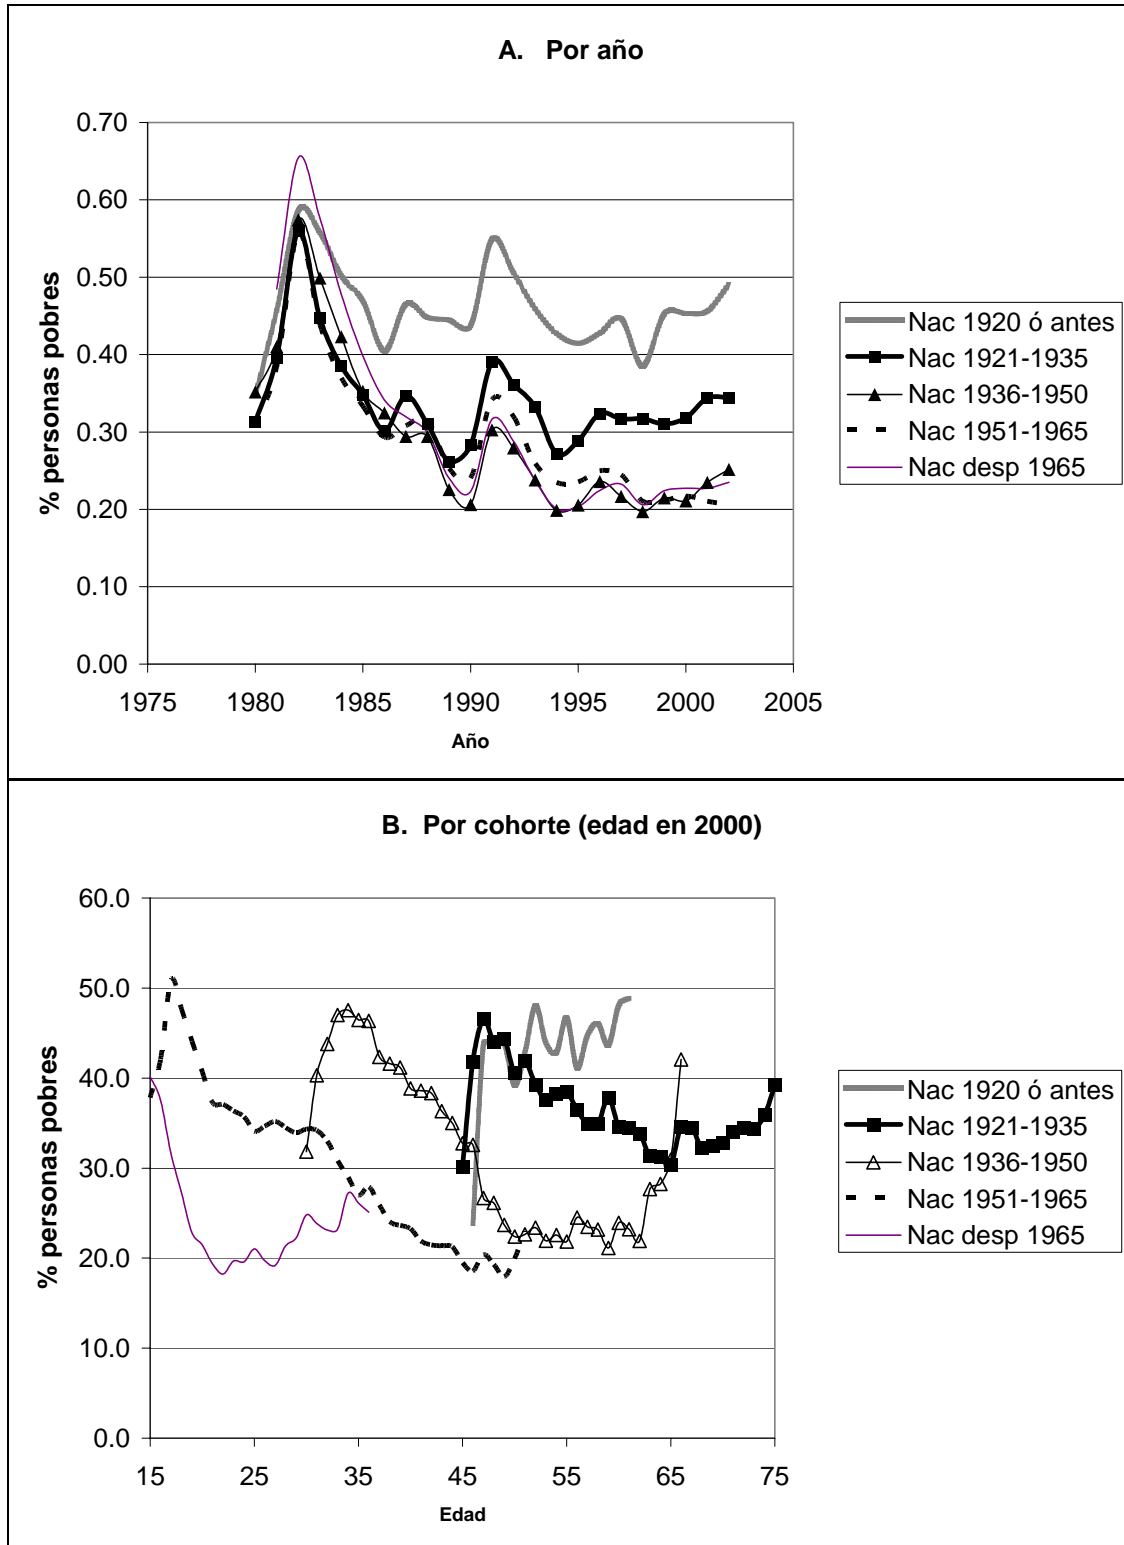 A. Por año
% personas pobres
0.70
0.60
0.50
0.40
0.30
0.20
0.10
0.00
1975 1980 1985 1990 1995 2000 2005
Año
Nac 1920 ó antes
Nac 1921-1935
Nac 1936-1950
Nac 1951-1965
Nac desp 1965
B. Por cohorte (edad en 2000)
% personas pobres
60.0
50.0
40.0
30.0
20.0
10.0
0.0
15 25 35 45 55 65 75
Edad
Nac 1920 ó antes
Nac 1921-1935
Nac 1936-1950
Nac 1951-1965
Nac desp 1965